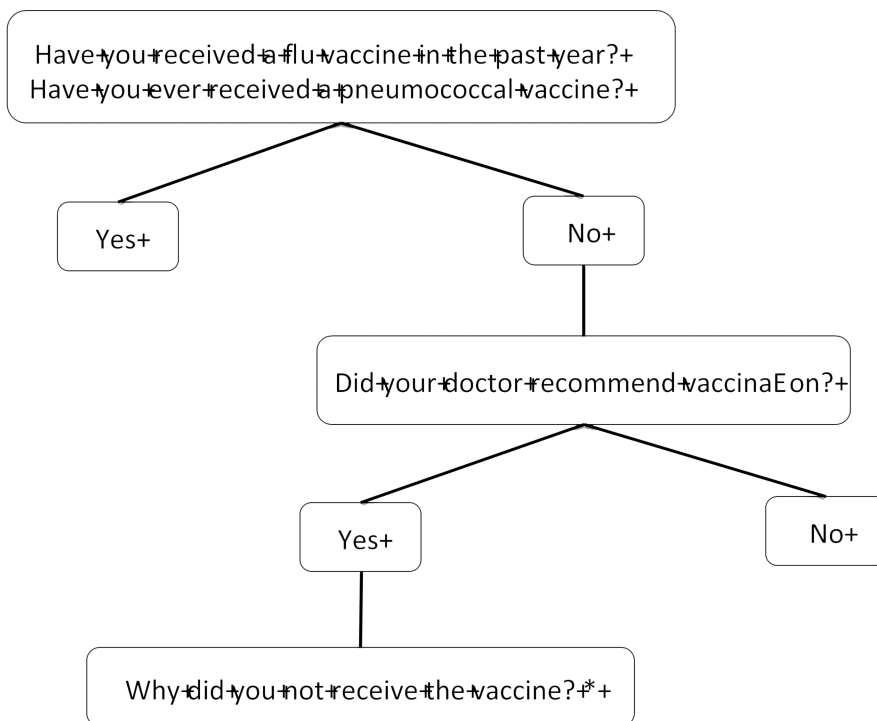 Have+you+received+a+flu+vaccine+in+the+past+year?+
Have+you+ever+received+a+pneumococcal+vaccine?+
Yes+
No+
Did+your+doctor+recommend+vaccinaEon?+
Yes+
No+
Why+did+you+not+receive+the+vaccine?+*+